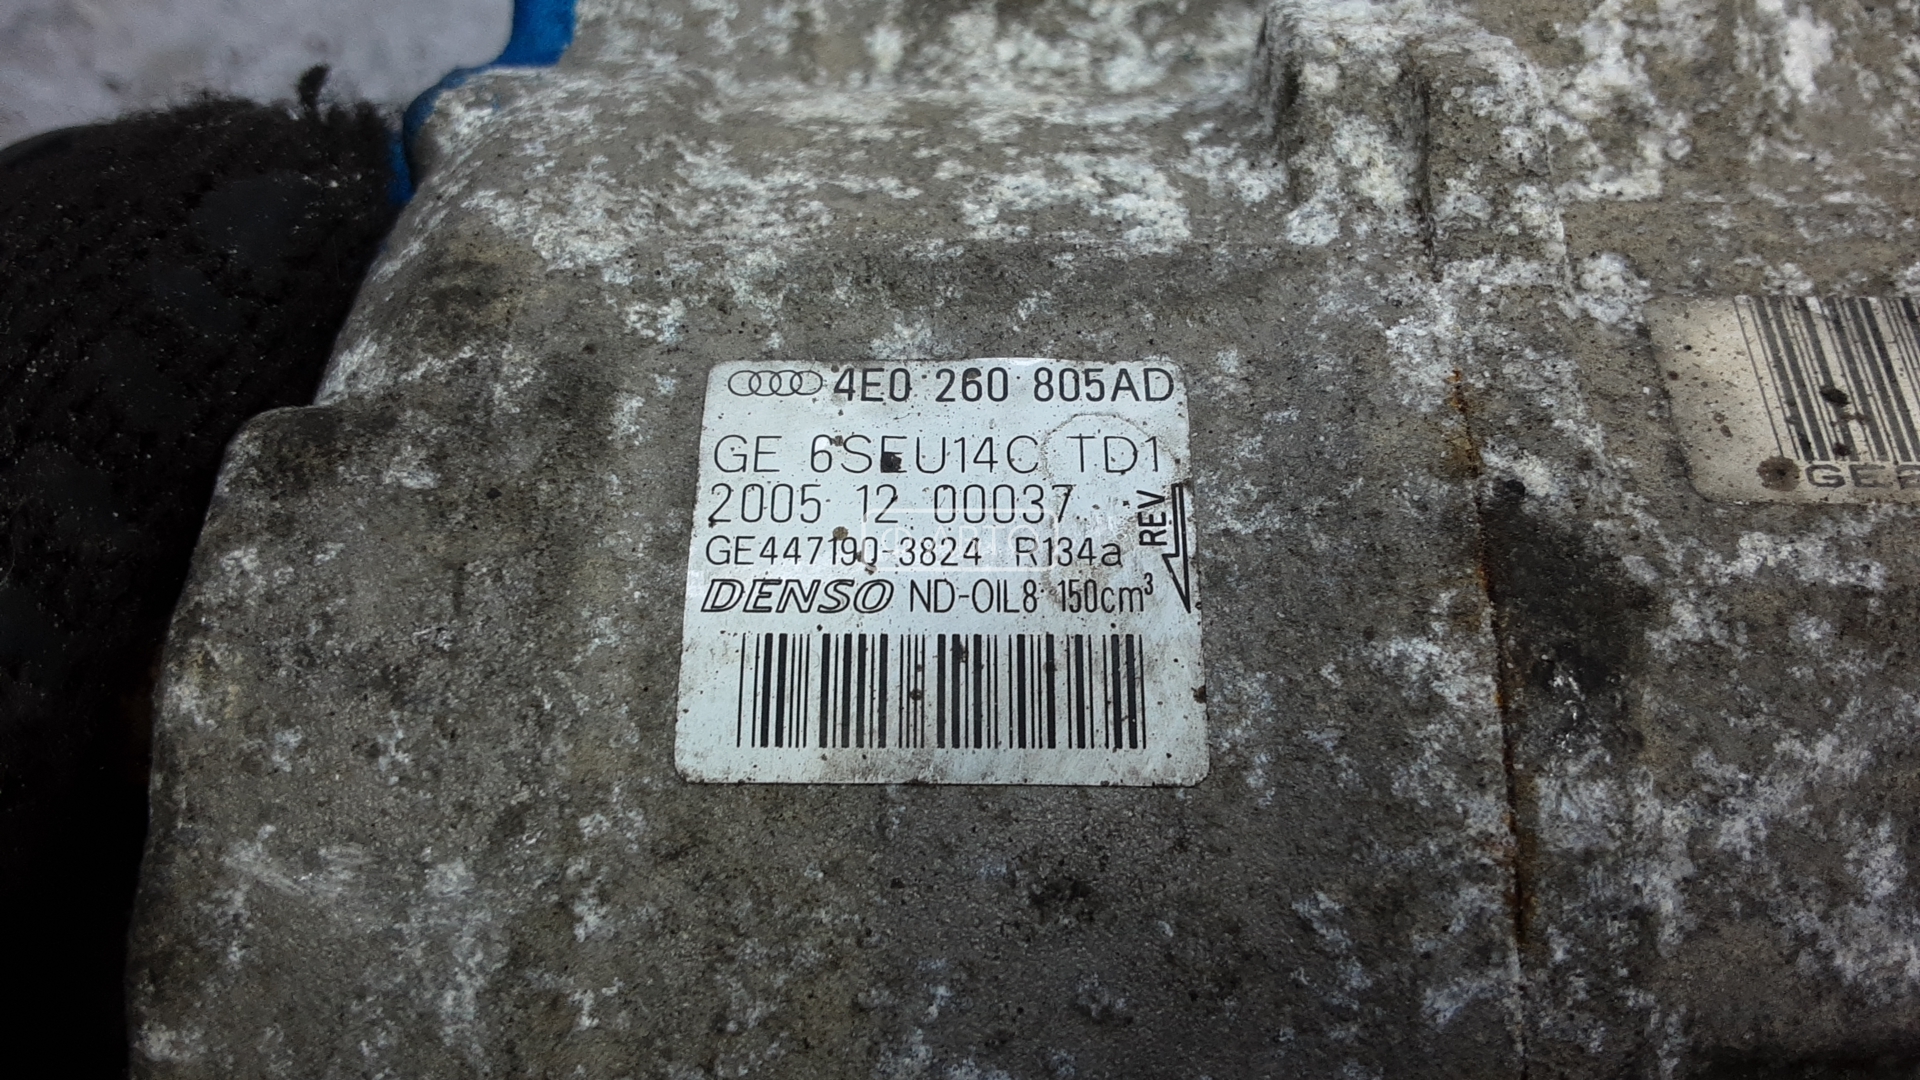 4E0 260 805AD
GE 6SEU14C TD1
2005 12 00037
GE447190-3824 R134a
DENSO ND-OIL8 150cm³
REV